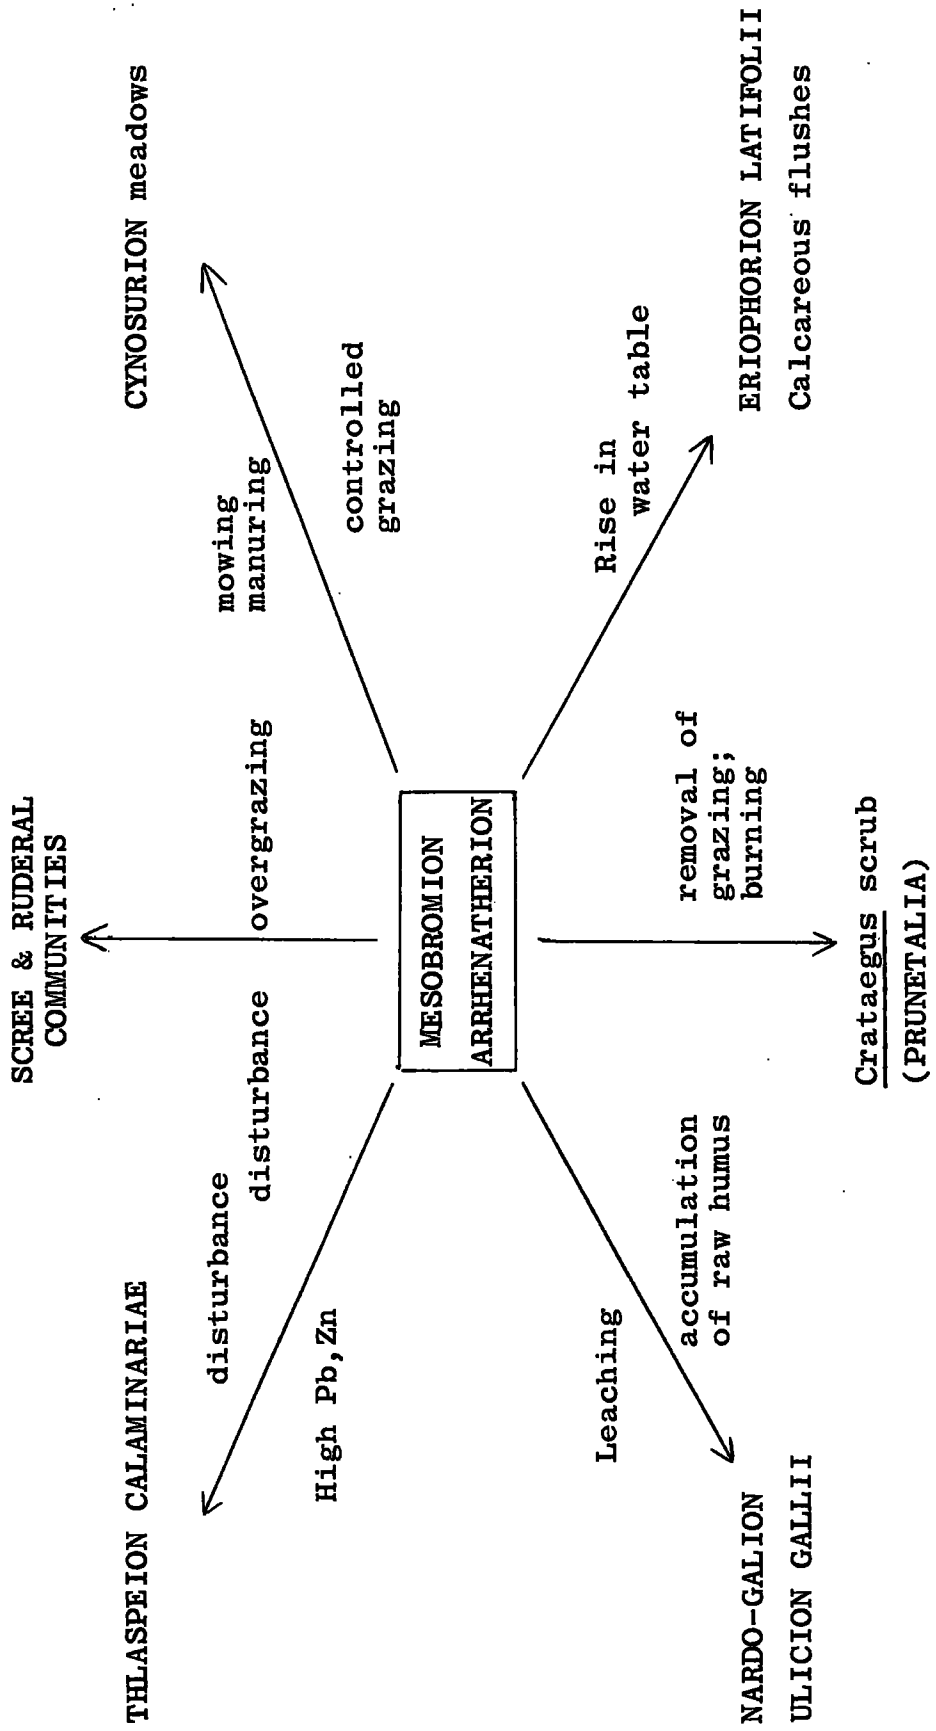 SCREE & RUDERAL
COMMUNITIES
THLASPEION CALAMINARIAE
CYNOSURION meadows
disturbance
High Pb,Zn
disturbance
overgrazing
mowing
manuring
controlled
grazing
MESOBROMION
ARRHENATHERION
Leaching
accumulation
of raw humus
removal of
grazing;
burning
Rise in
water table
NARDO-GALION
ULICION GALLII
Crataegus scrub
(PRUNETALIA)
ERIOPHORION LATIFOLII
Calcareous flushes